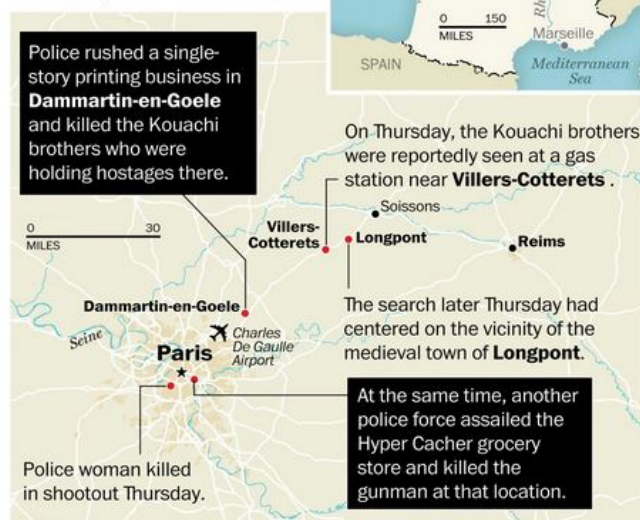 0 150
MILES
Rh
Marseille
SPAIN
Mediterranean
Sea
Police rushed a single-
story printing business in
Dammartin-en-Goele
and killed the Kouachi
brothers who were
holding hostages there.
On Thursday, the Kouachi brothers
were reportedly seen at a gas
station near Villers-Cotterets .
0 30
MILES
Soissons
Villers-
Cotterets
Longpont
Reims
Dammartin-en-Goele
The search later Thursday had
centered on the vicinity of the
medieval town of Longpont.
Seine
Charles
De Gaulle
Airport
Paris
At the same time, another
police force assailed the
Hyper Cacher grocery
store and killed the
gunman at that location.
Police woman killed
in shootout Thursday.